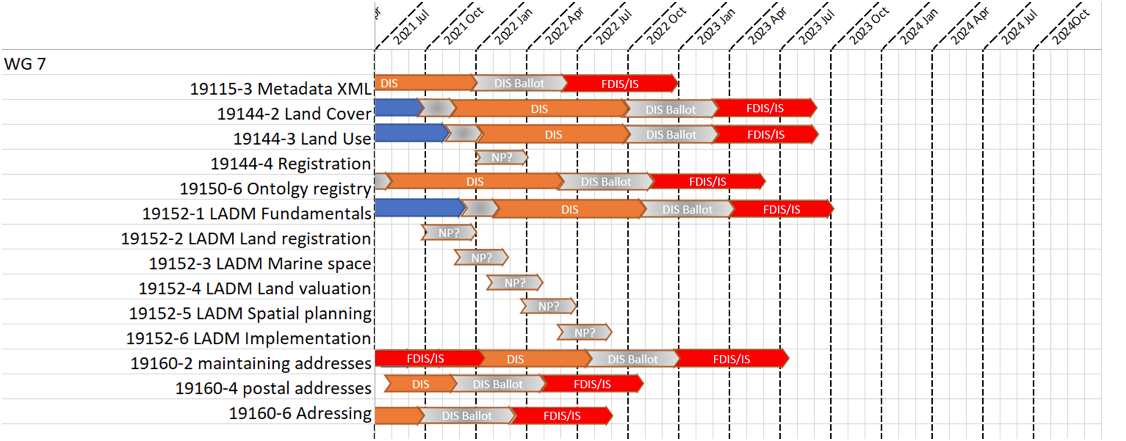 2021 Jul 2021 Oct 2022 Jan 2022 Apr 2022 Jul 2022 Oct 2023 Jan 2023 Apr 2023 Jul 2023 Oct 2024 Jan 2024 Apr 2024 Jul 2024Oct
WG 7
19115-3 Metadata XML DIS DIS Ballot FDIS/IS
19144-2 Land Cover DIS DIS Ballot FDIS/IS
19144-3 Land Use DIS DIS Ballot FDIS/IS
19144-4 Registration NP?
19150-6 Ontolgy registry DIS DIS Ballot FDIS/IS
19152-1 LADM Fundamentals DIS DIS Ballot FDIS/IS
19152-2 LADM Land registration NP?
19152-3 LADM Marine space NP?
19152-4 LADM Land valuation NP?
19152-5 LADM Spatial planning NP?
19152-6 LADM Implementation NP?
19160-2 maintaining addresses FDIS/IS DIS DIS Ballot FDIS/IS
19160-4 postal addresses DIS DIS Ballot FDIS/IS
19160-6 Adressing DIS Ballot FDIS/IS